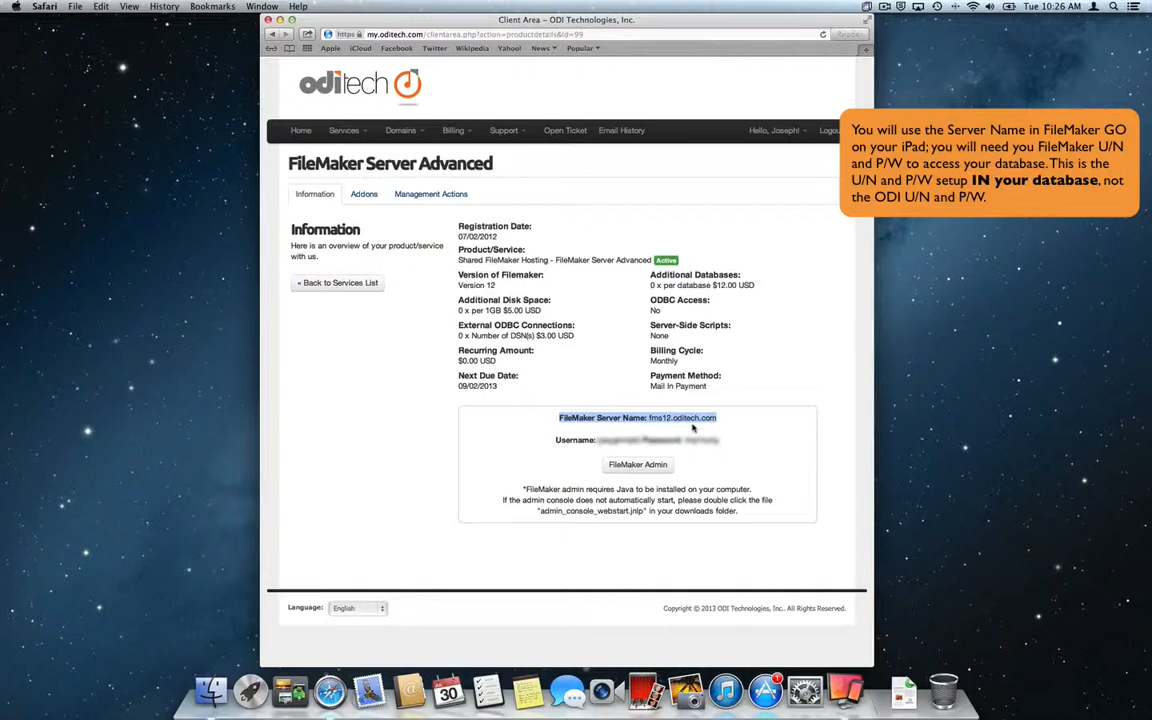 Safari File Edit View History Bookmarks Window Help
Tue 10:26 AM
Client Area – ODI Technologies, Inc.
https my.oditech.com/clientarea.php?action=productdetails&id=99
Reader
Apple iCloud Facebook Twitter Wikipedia Yahoo! News Popular
oditech
Home Services Domains Billing Support Open Ticket Email History Hello, Joseph! Logou
You will use the Server Name in FileMaker GO
on your iPad; you will need you FileMaker U/N
and P/W to access your database. This is the
U/N and P/W setup IN your database, not
the ODI U/N and P/W.
FileMaker Server Advanced
Information Addons Management Actions
Information
Here is an overview of your product/service
with us.
« Back to Services List
Registration Date:
07/02/2012
Product/Service:
Shared FileMaker Hosting - FileMaker Server Advanced Active
Version of Filemaker:
Version 12
Additional Databases:
0 x per database $12.00 USD
Additional Disk Space:
0 x per 1GB $5.00 USD
ODBC Access:
No
External ODBC Connections:
0 x Number of DSN(s) $3.00 USD
Server-Side Scripts:
None
Recurring Amount:
$0.00 USD
Billing Cycle:
Monthly
Next Due Date:
09/02/2013
Payment Method:
Mail In Payment
FileMaker Server Name: fms12.oditech.com
Username:
FileMaker Admin
*FileMaker admin requires Java to be installed on your computer.
If the admin console does not automatically start, please double click the file
"admin_console_webstart.jnlp" in your downloads folder.
Language: English
Copyright © 2013 ODI Technologies, Inc.. All Rights Reserved.
30
1